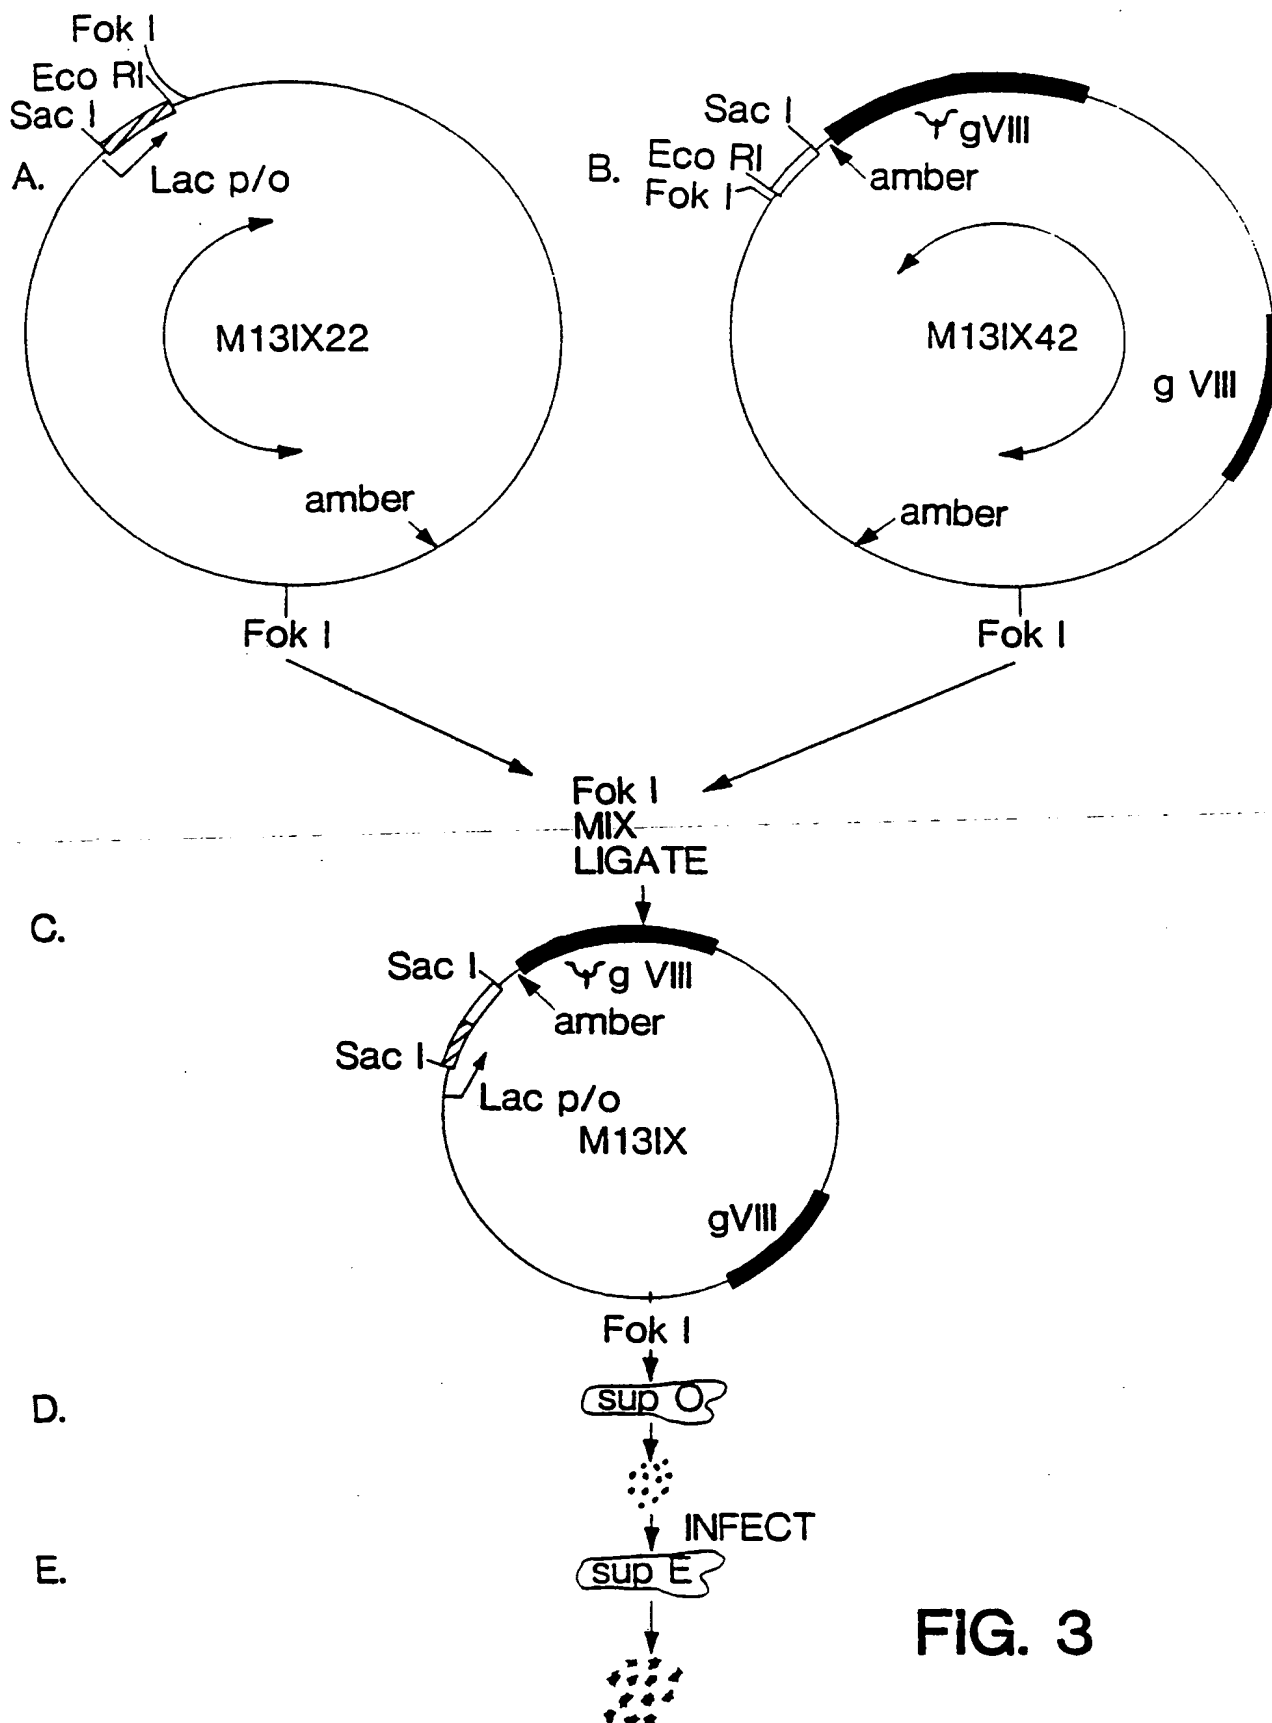 Fok I
Eco RI
Sac I
A.
Lac p/o
M13IX22
amber
Fok I
Sac I
gVIII
Eco RI
B.
amber
Fok I
M13IX42
g VIII
amber
Fok I
Fok I
MIX
LIGATE
C.
Sac I
g VIII
amber
Sac I
Lac p/o
M13IX
gVIII
Fok I
D.
sup O
INFECT
E.
sup E
FIG. 3